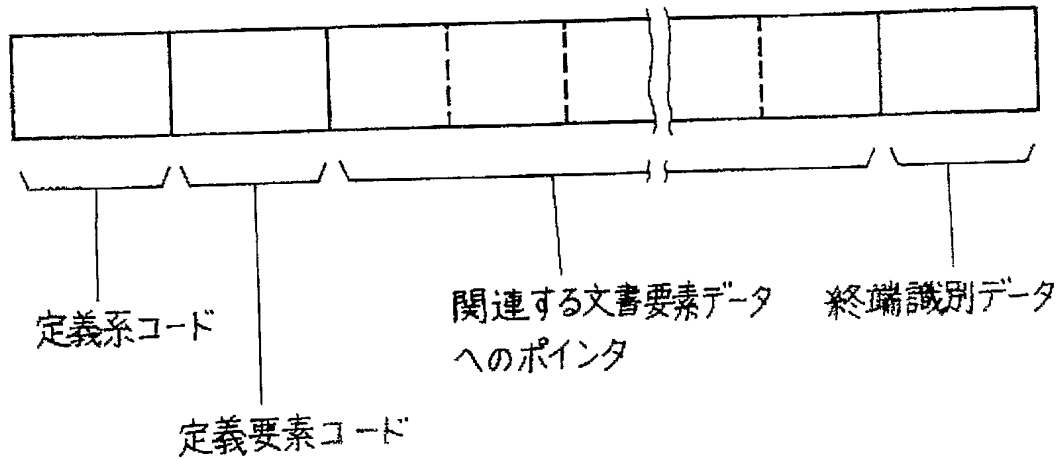 定義系コード
定義要素コード
関連する文書要素データ
へのポインタ
終端識別データ